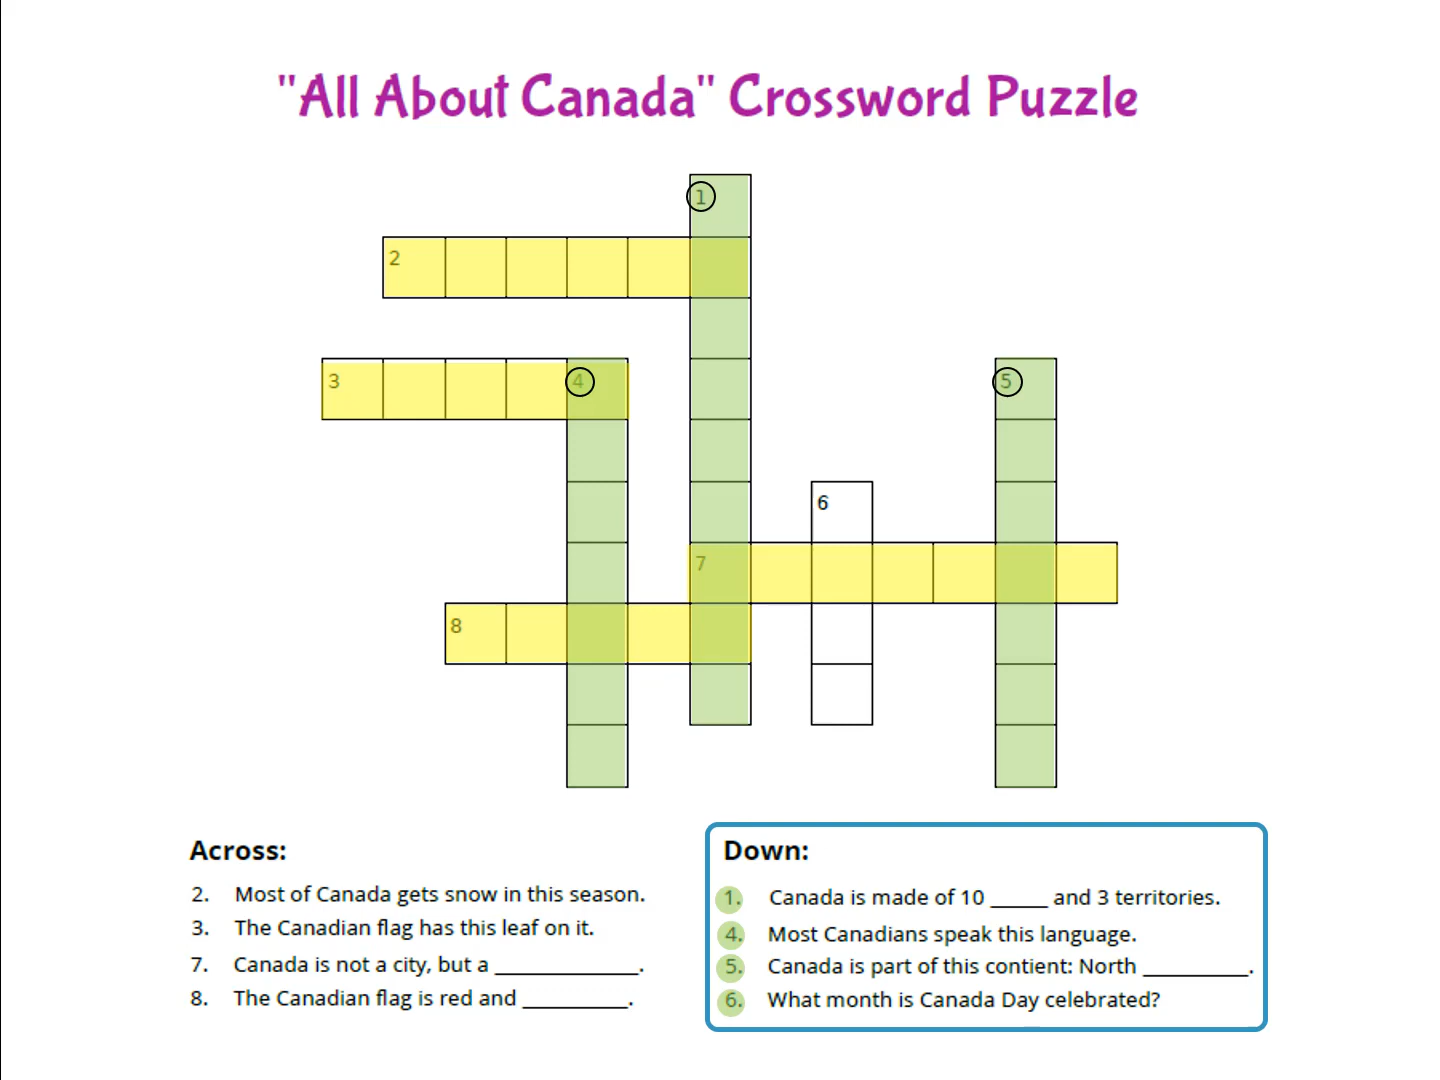 "All About Canada" Crossword Puzzle
1
2
3
4
5
6
7
8
Across:
2. Most of Canada gets snow in this season.
3. The Canadian flag has this leaf on it.
7. Canada is not a city, but a _____________.
8. The Canadian flag is red and __________.
Down:
1. Canada is made of 10 _____ and 3 territories.
4. Most Canadians speak this language.
5. Canada is part of this contient: North __________.
6. What month is Canada Day celebrated?